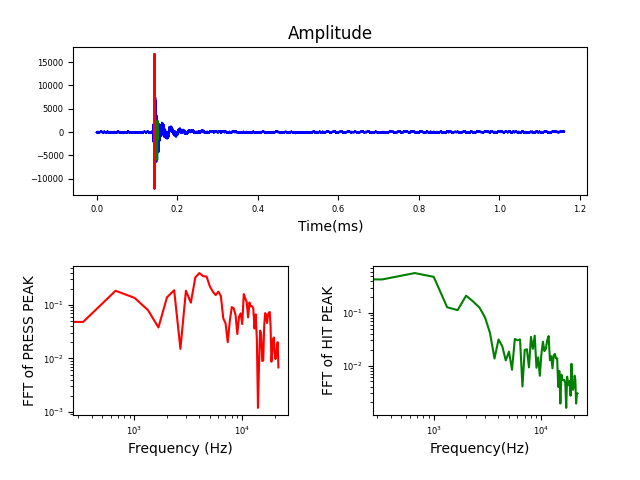 Amplitude
15000
10000
5000
0
−5000
−10000
0.0 0.2 0.4 0.6 0.8 1.0 1.2
Time(ms)
FFT of PRESS PEAK
10⁻¹
10⁻²
10⁻³
10³ 10⁴
Frequency (Hz)
FFT of HIT PEAK
10⁻¹
10⁻²
10³ 10⁴
Frequency(Hz)